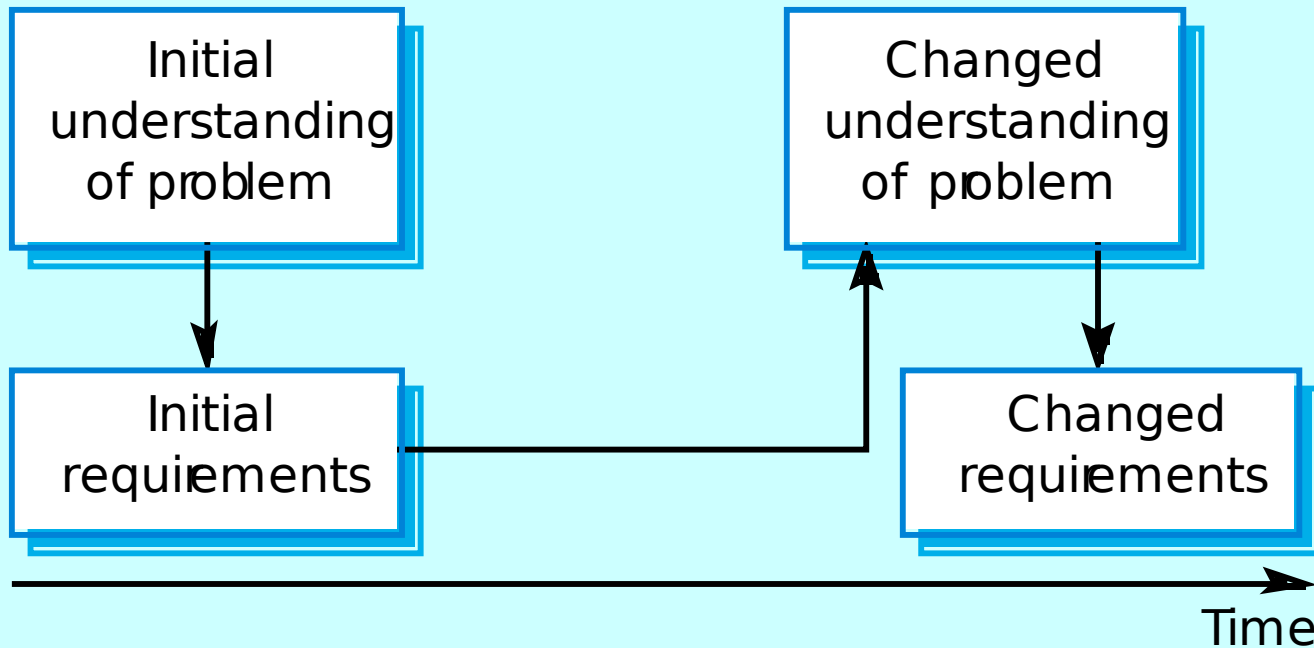 Initial
understanding
of problem
Changed
understanding
of problem
Initial
requirements
Changed
requirements
Time